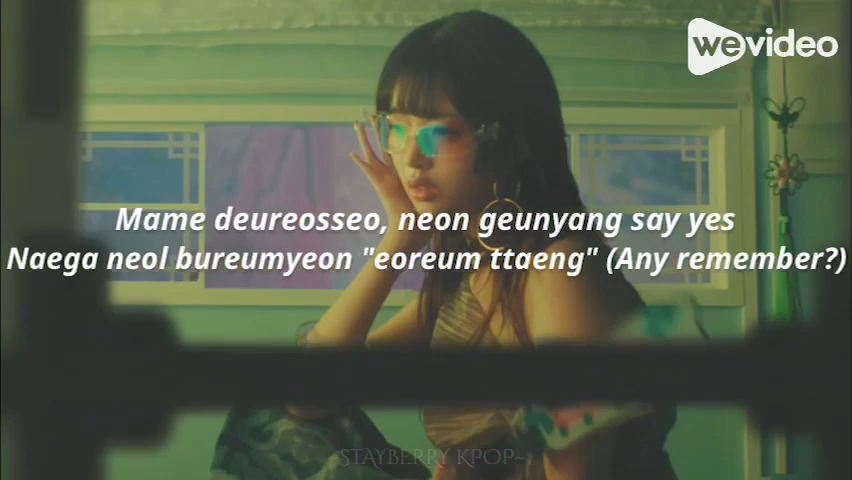 wevideo
Mame deureosseo, neon geunyang say yes
Naega neol bureumyeon "eoreum ttaeng" (Any remember?)
~STAYBERRY KPOP~